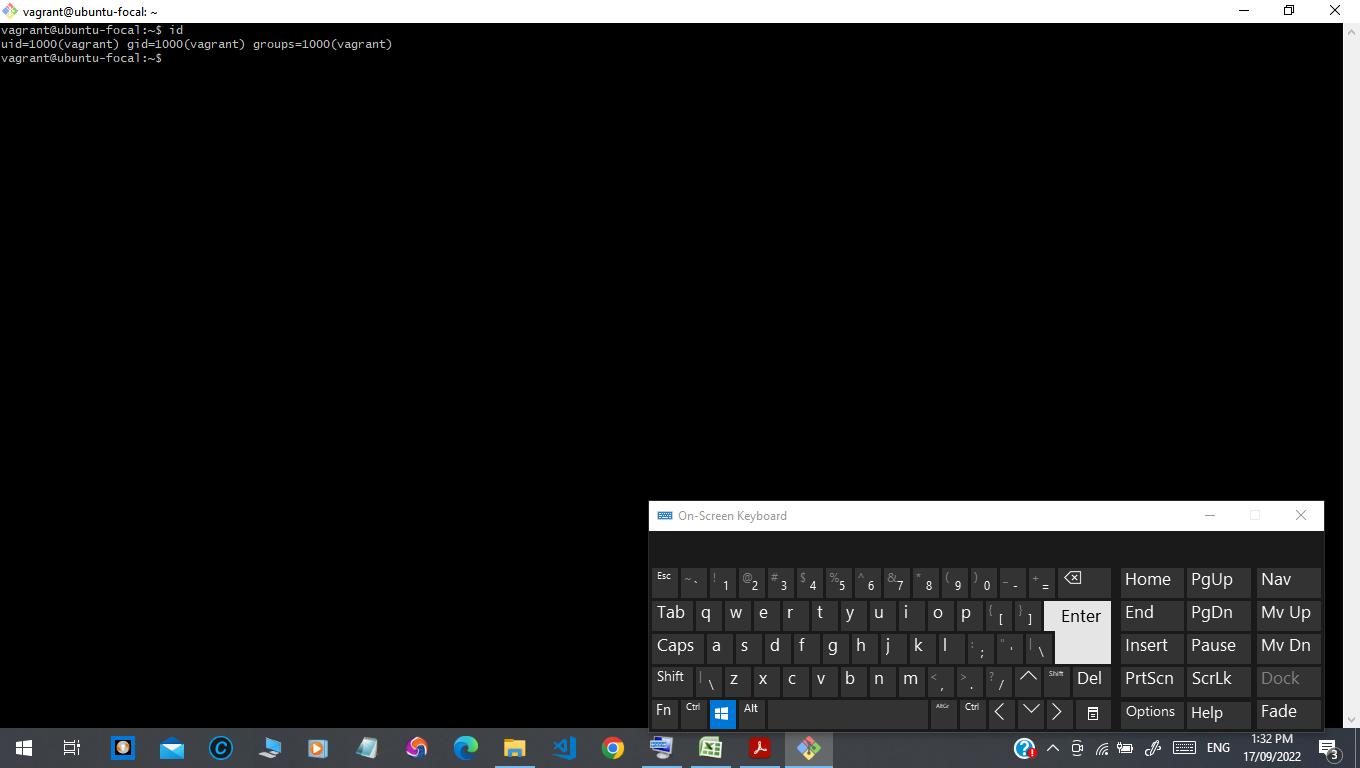 vagrant@ubuntu-focal: ~
vagrant@ubuntu-focal:~$ id
uid=1000(vagrant) gid=1000(vagrant) groups=1000(vagrant)
vagrant@ubuntu-focal:~$
On-Screen Keyboard
Esc ~ ` ! 1 @ 2 # 3 $ 4 % 5 ^ 6 & 7 * 8 ( 9 ) 0 _ - + = Home PgUp Nav
Tab q w e r t y u i o p { [ } ] Enter End PgDn Mv Up
Caps a s d f g h j k l : ; " ' | \ Insert Pause Mv Dn
Shift | \ z x c v b n m < , > . ? / Shift Del PrtScn ScrLk Dock
Fn Ctrl Alt AltGr Ctrl Options Help Fade
ENG
1:32 PM
17/09/2022
3